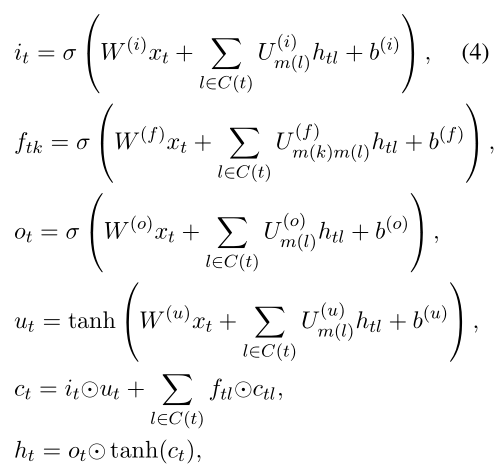 i_t = σ ( W^{(i)} x_t + ∑_{l∈C(t)} U^{(i)}_{m(l)} h_{tl} + b^{(i)} ) , (4)
f_{tk} = σ ( W^{(f)} x_t + ∑_{l∈C(t)} U^{(f)}_{m(k)m(l)} h_{tl} + b^{(f)} ) ,
o_t = σ ( W^{(o)} x_t + ∑_{l∈C(t)} U^{(o)}_{m(l)} h_{tl} + b^{(o)} ) ,
u_t = tanh ( W^{(u)} x_t + ∑_{l∈C(t)} U^{(u)}_{m(l)} h_{tl} + b^{(u)} ) ,
c_t = i_t ⊙ u_t + ∑_{l∈C(t)} f_{tl} ⊙ c_{tl},
h_t = o_t ⊙ tanh(c_t),